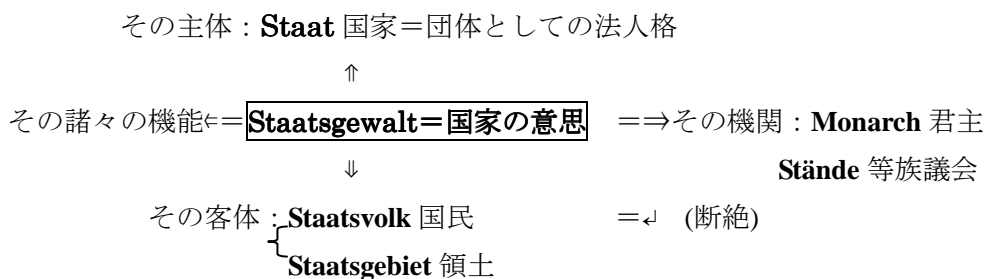 その主体：Staat 国家＝団体としての法人格
⇑
その諸々の機能⇐＝Staatsgewalt＝国家の意思 ＝⇒その機関：Monarch 君主
⇓ Stände 等族議会
その客体：Staatsvolk 国民 ＝↲ (断絶)
Staatsgebiet 領土